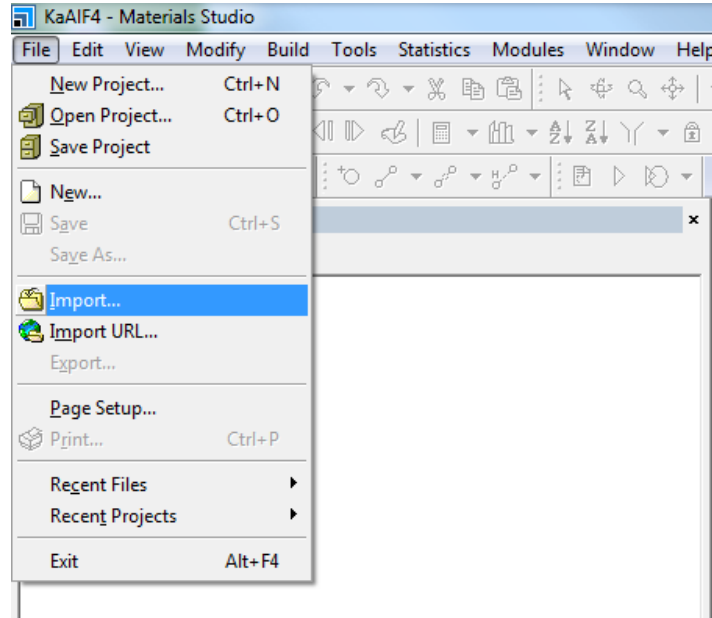 KaAlF4 - Materials Studio
File Edit View Modify Build Tools Statistics Modules Window Help
New Project... Ctrl+N
Open Project... Ctrl+O
Save Project
New...
Save Ctrl+S
Save As...
Import...
Import URL...
Export...
Page Setup...
Print... Ctrl+P
Recent Files
Recent Projects
Exit Alt+F4